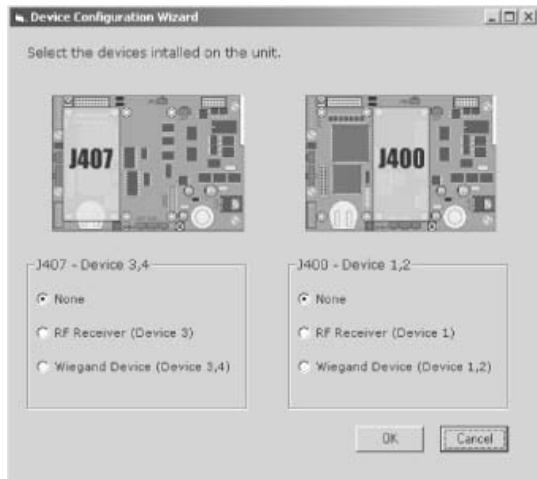 Device Configuration Wizard
Select the devices intalled on the unit.
J407
J400
J407 - Device 3,4
None
RF Receiver (Device 3)
Wiegand Device (Device 3,4)
J400 - Device 1,2
None
RF Receiver (Device 1)
Wiegand Device (Device 1,2)
OK
Cancel